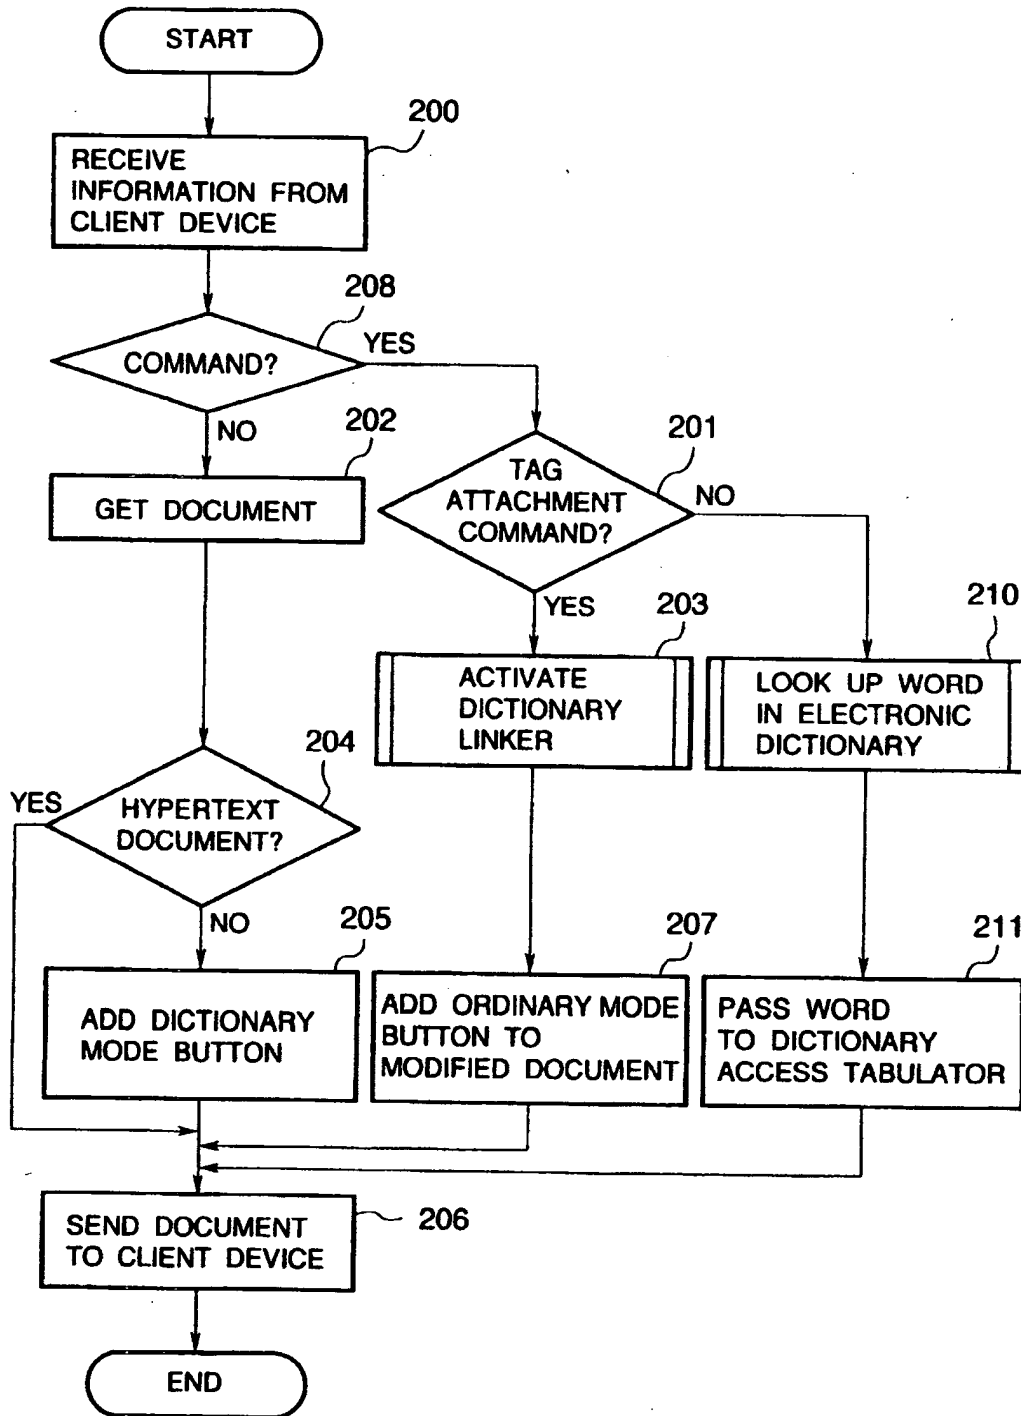 START
200
RECEIVE
INFORMATION FROM
CLIENT DEVICE
208
COMMAND?
YES
NO
202
GET DOCUMENT
201
TAG
ATTACHMENT
COMMAND?
NO
YES
203
ACTIVATE
DICTIONARY
LINKER
210
LOOK UP WORD
IN ELECTRONIC
DICTIONARY
204
YES
HYPERTEXT
DOCUMENT?
NO
205
ADD DICTIONARY
MODE BUTTON
207
ADD ORDINARY MODE
BUTTON TO
MODIFIED DOCUMENT
211
PASS WORD
TO DICTIONARY
ACCESS TABULATOR
206
SEND DOCUMENT
TO CLIENT DEVICE
END